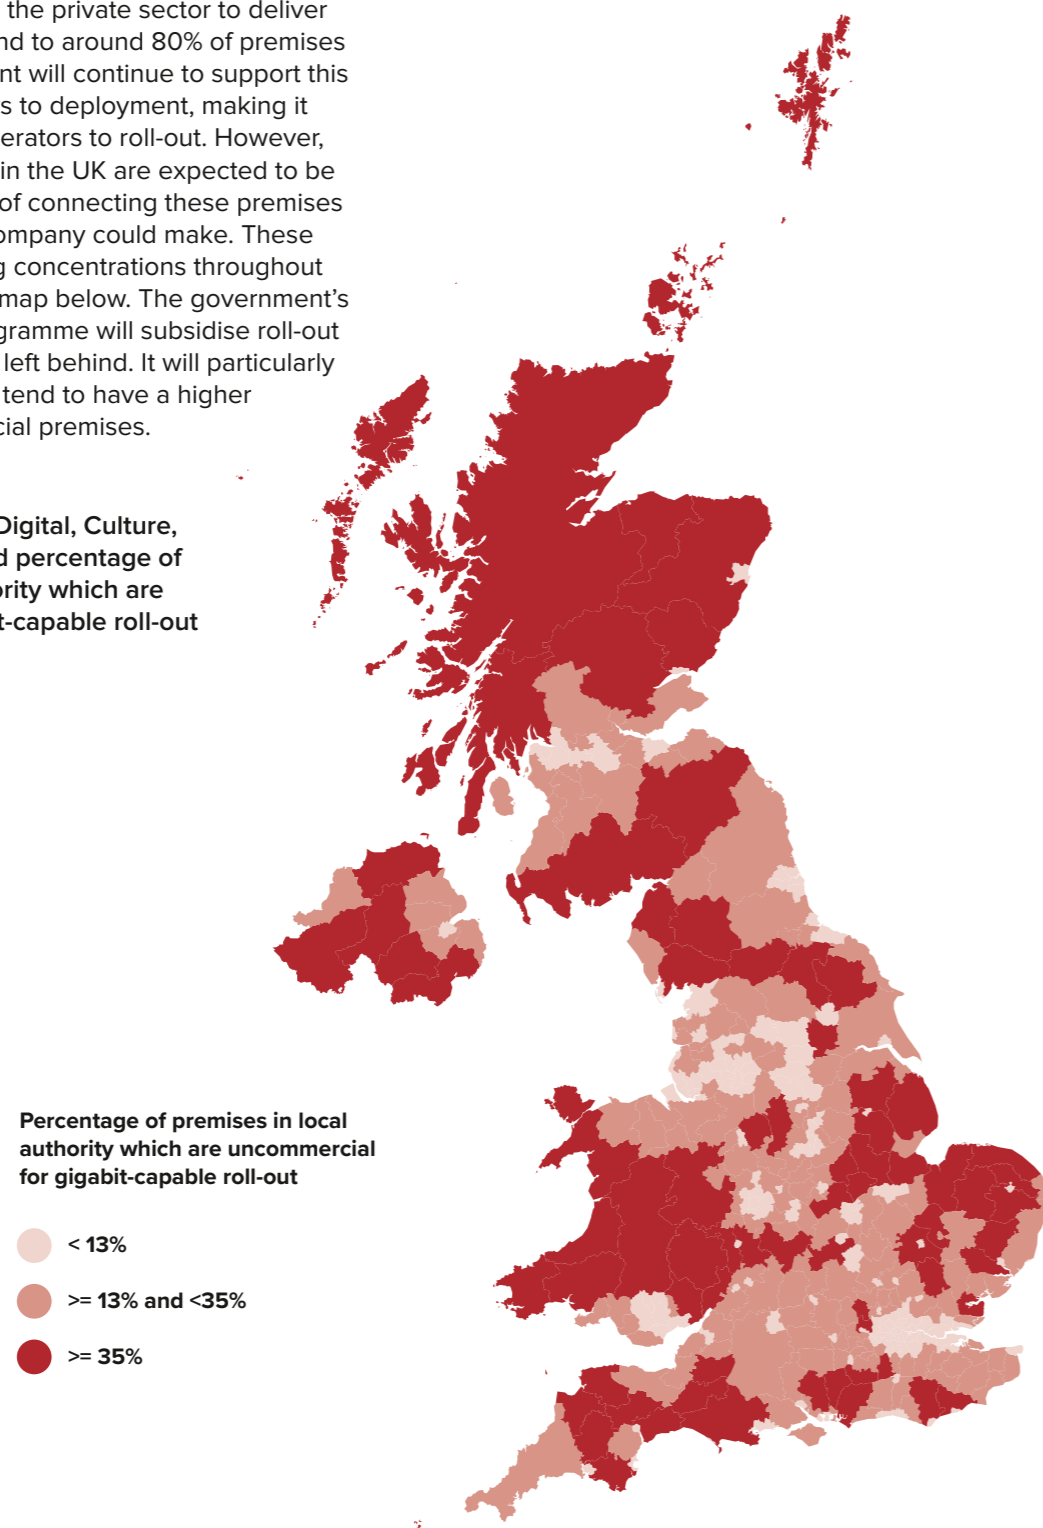 the private sector to deliver
nd to around 80% of premises
nt will continue to support this
s to deployment, making it
erators to roll-out. However,
in the UK are expected to be
of connecting these premises
ompany could make. These
g concentrations throughout
map below. The government’s
gramme will subsidise roll-out
left behind. It will particularly
tend to have a higher
cial premises.
Digital, Culture,
d percentage of
ority which are
t-capable roll-out
Percentage of premises in local
authority which are uncommercial
for gigabit-capable roll-out
< 13%
>= 13% and <35%
>= 35%